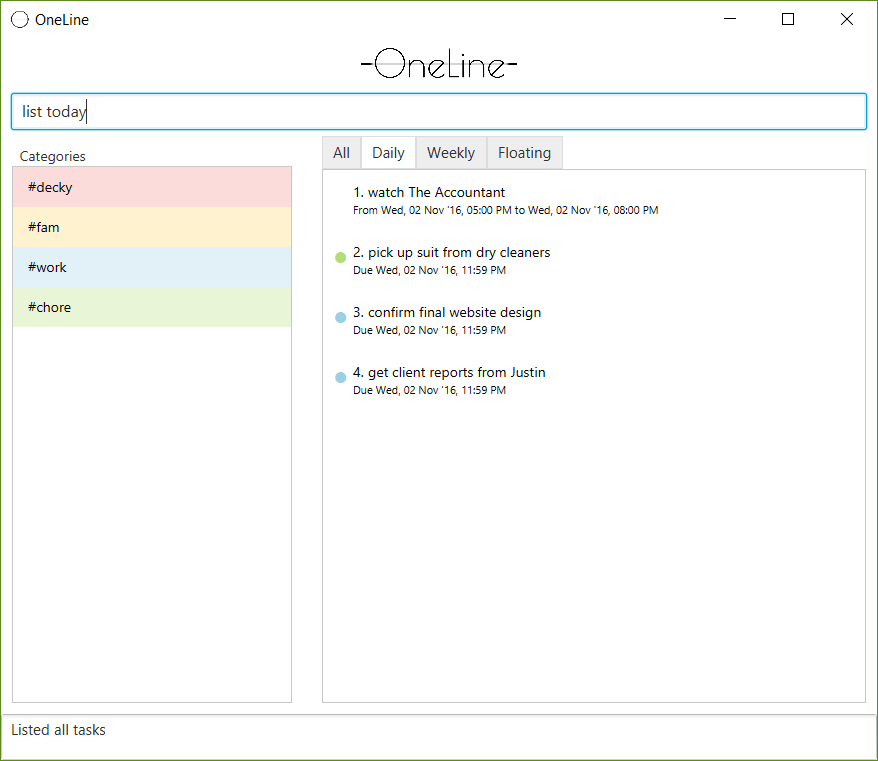 OneLine
-OneLine-
list today
Categories
#decky
#fam
#work
#chore
All Daily Weekly Floating
1. watch The Accountant
From Wed, 02 Nov '16, 05:00 PM to Wed, 02 Nov '16, 08:00 PM
2. pick up suit from dry cleaners
Due Wed, 02 Nov '16, 11:59 PM
3. confirm final website design
Due Wed, 02 Nov '16, 11:59 PM
4. get client reports from Justin
Due Wed, 02 Nov '16, 11:59 PM
Listed all tasks